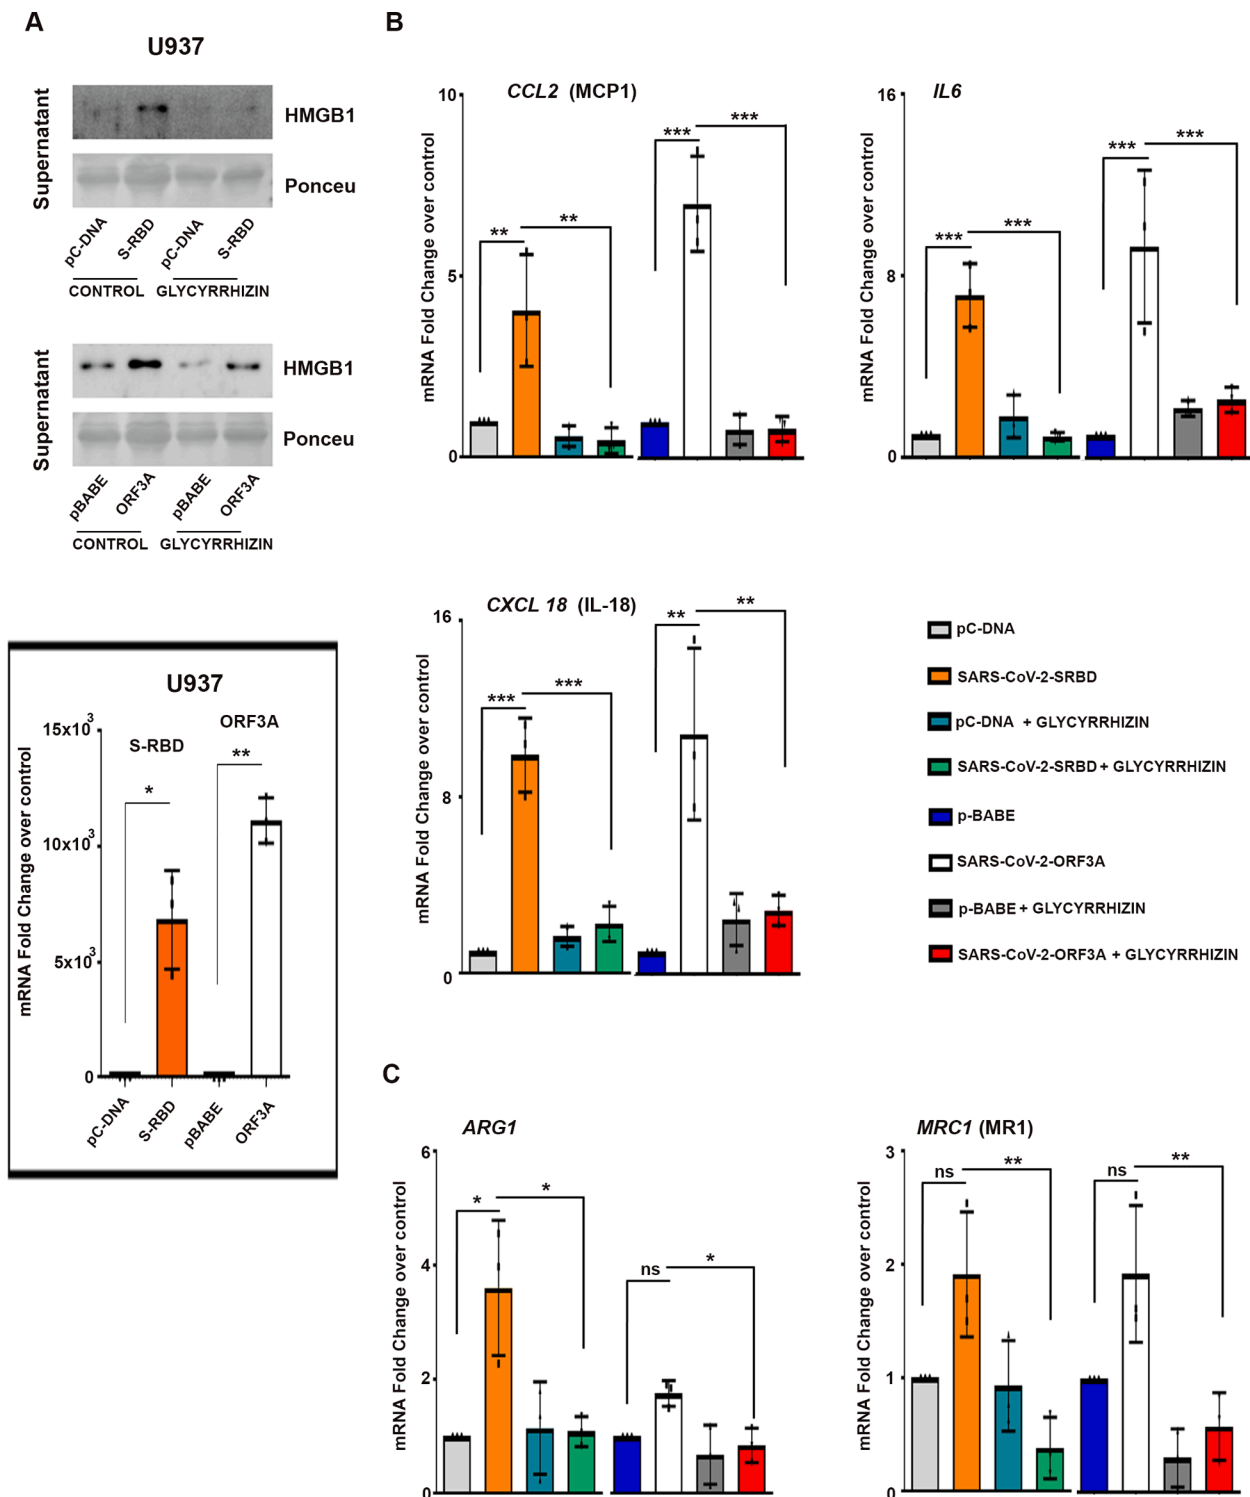 A
U937
Supernatant
HMGB1
Ponceu
pC-DNA S-RBD pC-DNA S-RBD
CONTROL GLYCYRRHIZIN
Supernatant
HMGB1
Ponceu
pBABE ORF3A pBABE ORF3A
CONTROL GLYCYRRHIZIN
U937
mRNA Fold Change over control
15x10³
10x10³
5x10³
0
S-RBD
ORF3A
*
**
pC-DNA S-RBD pBABE ORF3A
B
CCL2 (MCP1)
mRNA Fold Change over control
10
5
0
**
**
***
***
IL6
mRNA Fold Change over control
16
8
0
***
***
***
***
CXCL 18 (IL-18)
mRNA Fold Change over control
16
8
0
***
***
**
**
pC-DNA
SARS-CoV-2-SRBD
pC-DNA + GLYCYRRHIZIN
SARS-CoV-2-SRBD + GLYCYRRHIZIN
p-BABE
SARS-CoV-2-ORF3A
p-BABE + GLYCYRRHIZIN
SARS-CoV-2-ORF3A + GLYCYRRHIZIN
C
ARG1
mRNA Fold Change over control
6
4
2
0
*
*
ns
*
MRC1 (MR1)
mRNA Fold Change over control
3
2
1
0
ns
**
ns
**